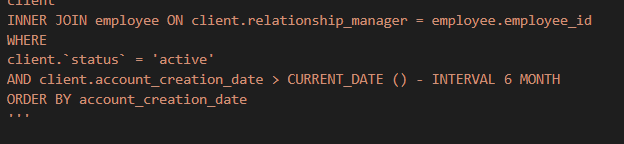 client
INNER JOIN employee ON client.relationship_manager = employee.employee_id
WHERE
client.`status` = 'active'
AND client.account_creation_date > CURRENT_DATE () - INTERVAL 6 MONTH
ORDER BY account_creation_date
'''